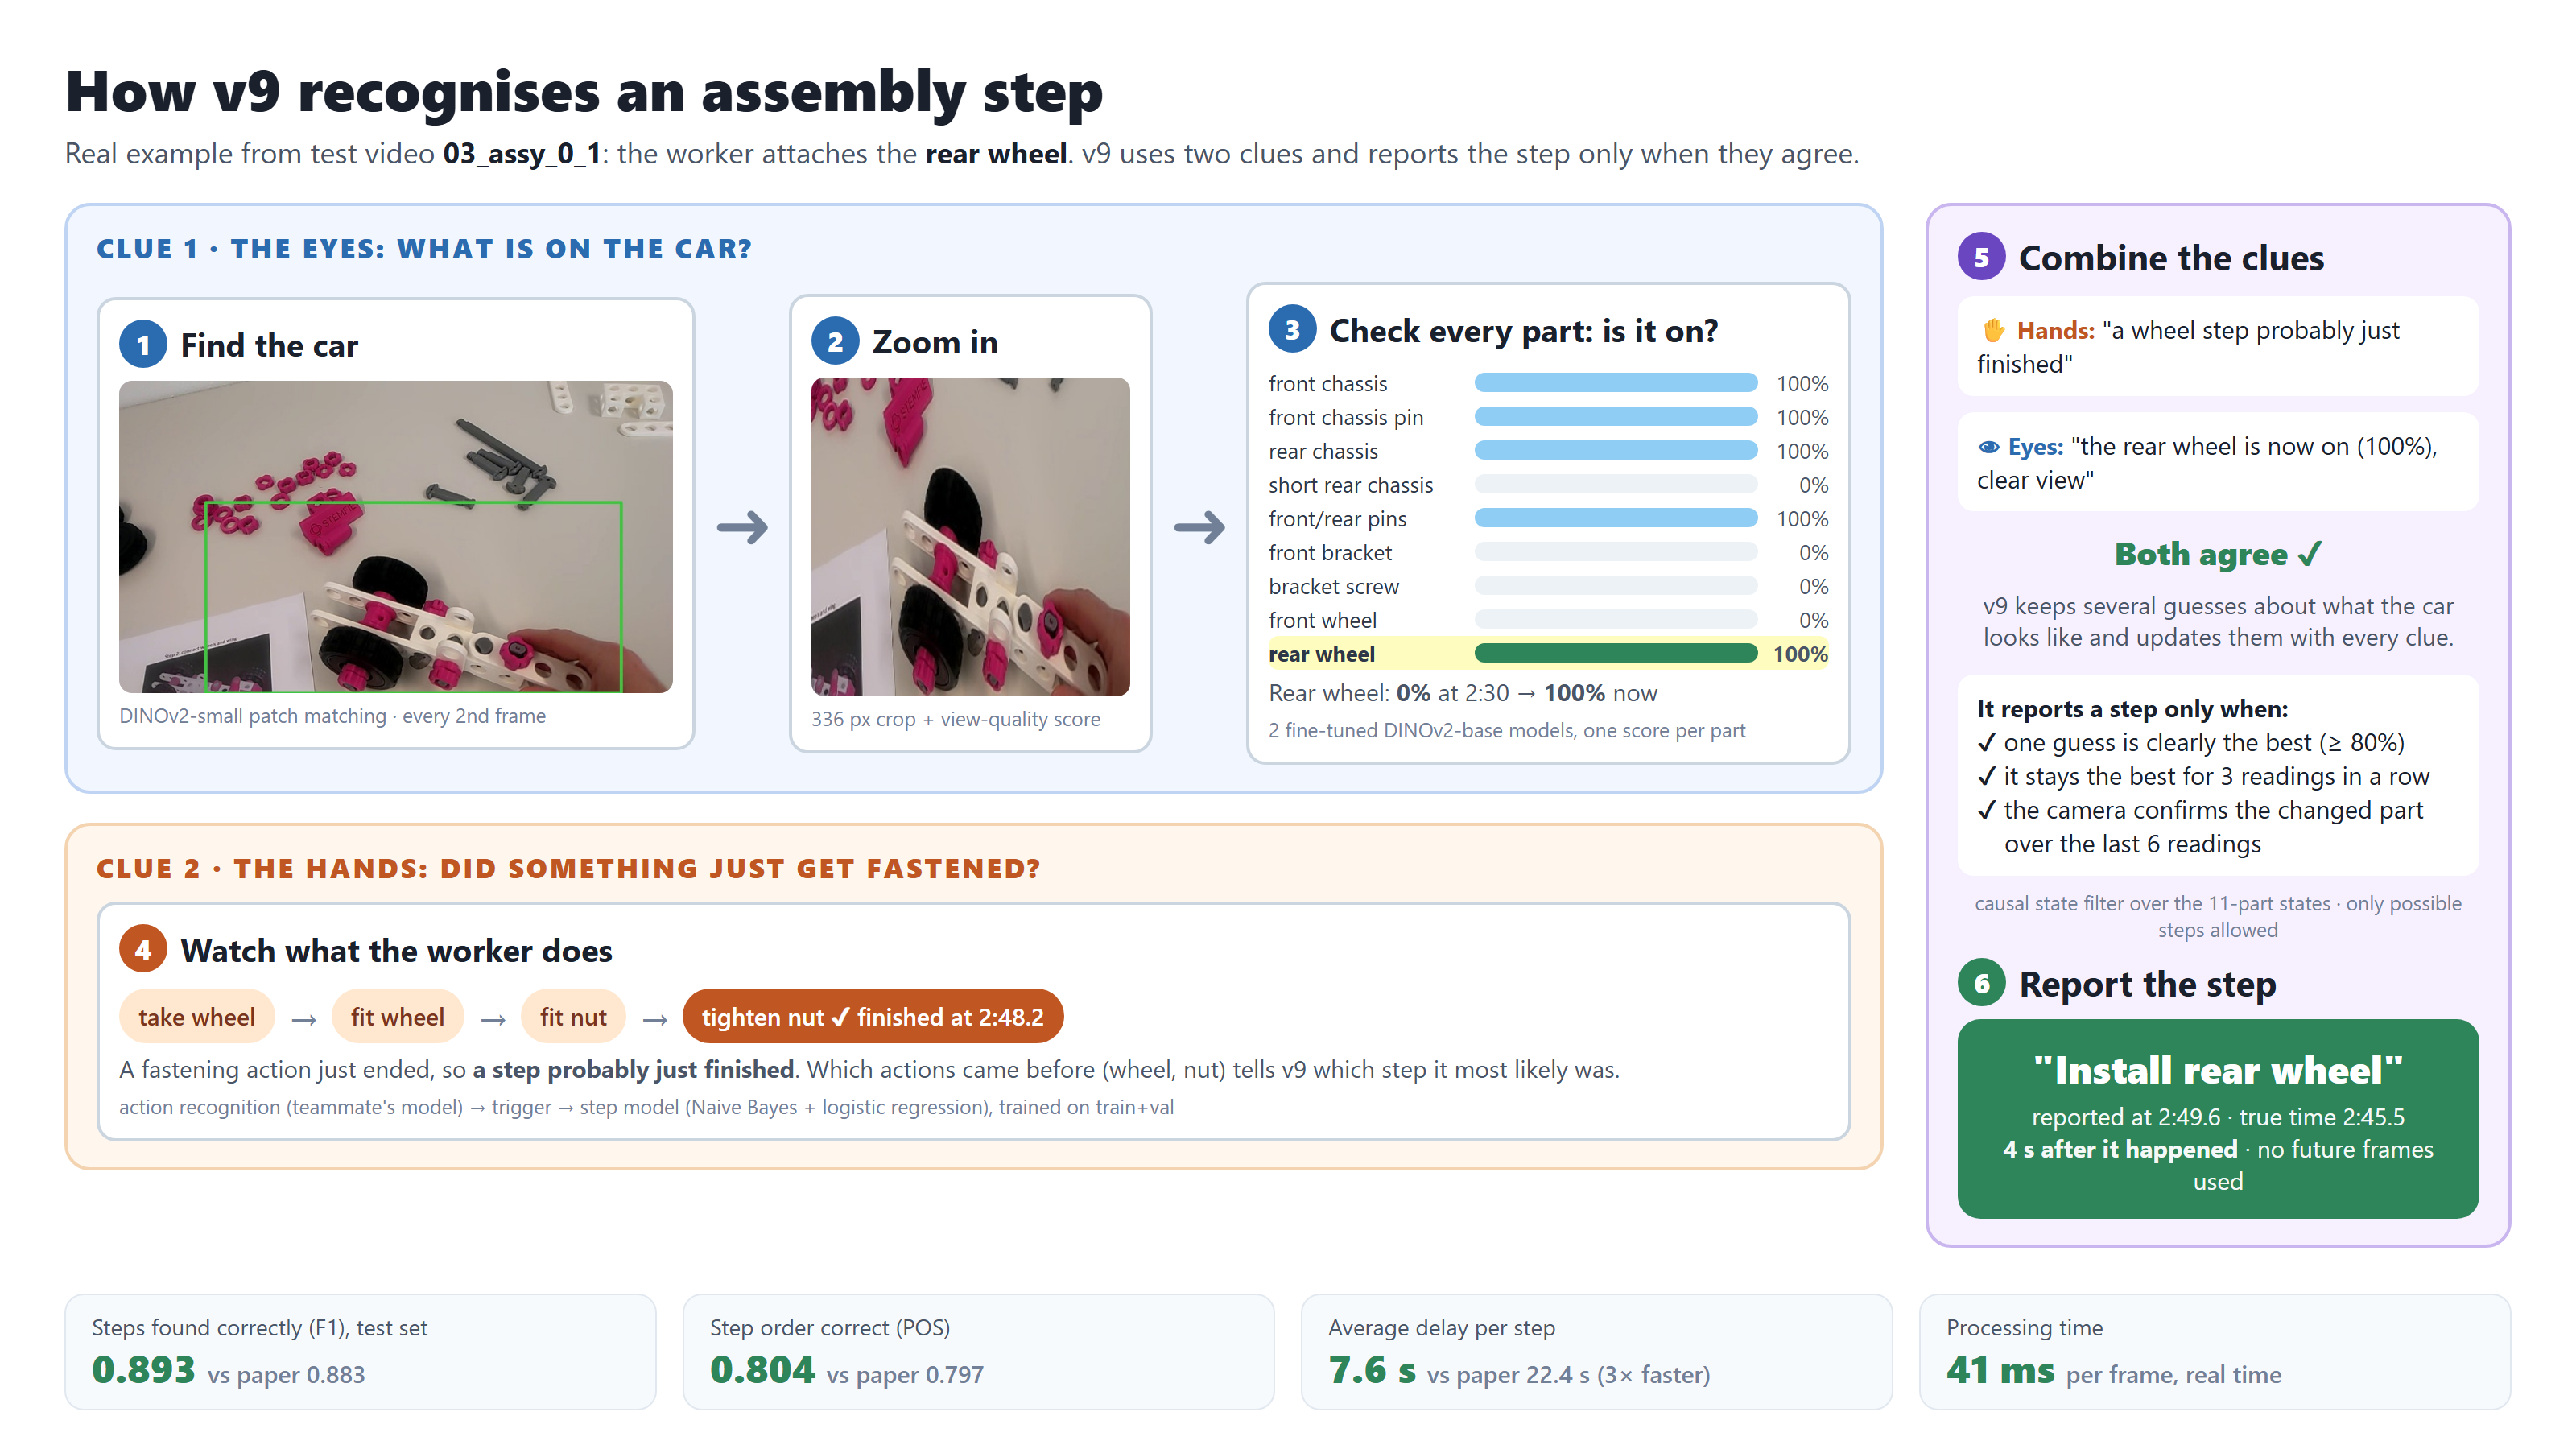 How v9 recognises an assembly step
Real example from test video 03_assy_0_1: the worker attaches the rear wheel. v9 uses two clues and reports the step only when they agree.
CLUE 1 · THE EYES: WHAT IS ON THE CAR?
1 Find the car
STEMFIE
DINOv2-small patch matching · every 2nd frame
→
2 Zoom in
STEMFIE
336 px crop + view-quality score
→
3 Check every part: is it on?
front chassis 100%
front chassis pin 100%
rear chassis 100%
short rear chassis 0%
front/rear pins 100%
front bracket 0%
bracket screw 0%
front wheel 0%
rear wheel 100%
Rear wheel: 0% at 2:30 → 100% now
2 fine-tuned DINOv2-base models, one score per part
CLUE 2 · THE HANDS: DID SOMETHING JUST GET FASTENED?
4 Watch what the worker does
take wheel → fit wheel → fit nut → tighten nut ✔ finished at 2:48.2
A fastening action just ended, so a step probably just finished. Which actions came before (wheel, nut) tells v9 which step it most likely was.
action recognition (teammate's model) → trigger → step model (Naive Bayes + logistic regression), trained on train+val
5 Combine the clues
✋ Hands: "a wheel step probably just
finished"
👁 Eyes: "the rear wheel is now on (100%),
clear view"
Both agree ✔
v9 keeps several guesses about what the car
looks like and updates them with every clue.
It reports a step only when:
✔ one guess is clearly the best (≥ 80%)
✔ it stays the best for 3 readings in a row
✔ the camera confirms the changed part
over the last 6 readings
causal state filter over the 11-part states · only possible
steps allowed
6 Report the step
"Install rear wheel"
reported at 2:49.6 · true time 2:45.5
4 s after it happened · no future frames
used
Steps found correctly (F1), test set
0.893 vs paper 0.883
Step order correct (POS)
0.804 vs paper 0.797
Average delay per step
7.6 s vs paper 22.4 s (3× faster)
Processing time
41 ms per frame, real time